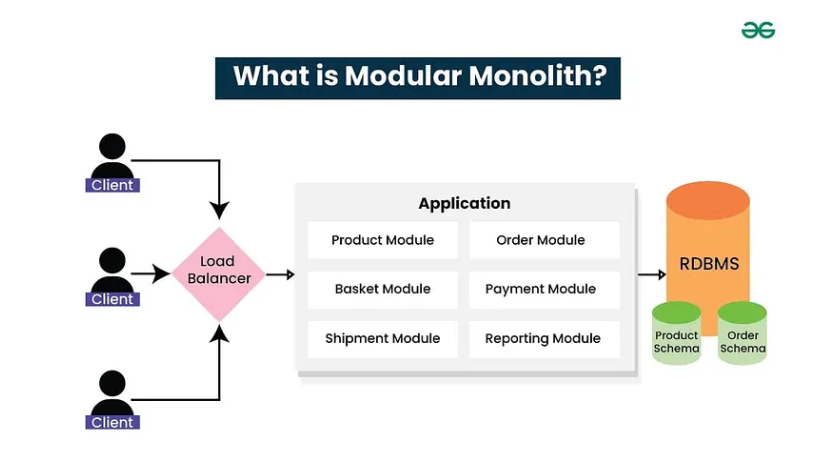 What is Modular Monolith?
Client
Client
Client
Load
Balancer
Application
Product Module
Order Module
Basket Module
Payment Module
Shipment Module
Reporting Module
RDBMS
Product
Schema
Order
Schema